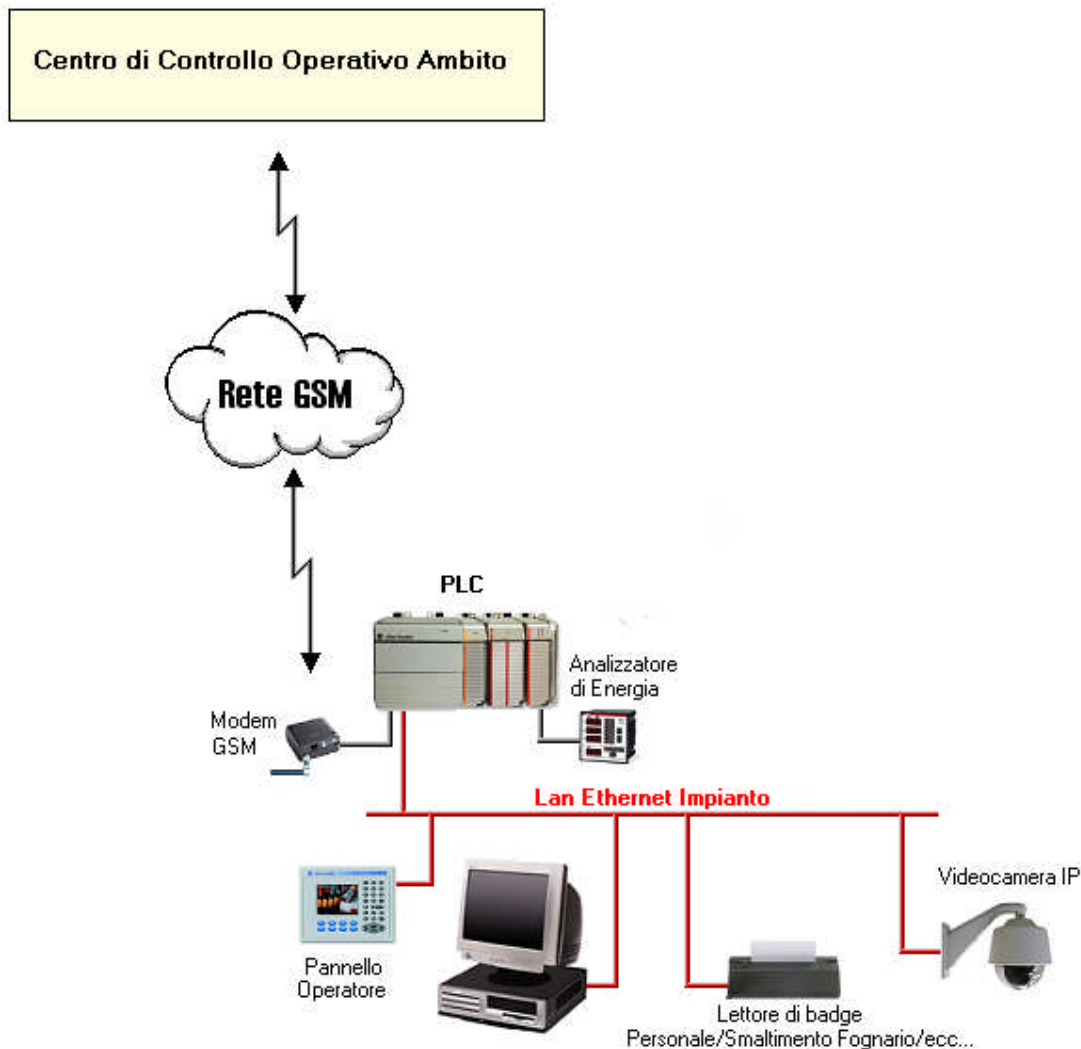 Centro di Controllo Operativo Ambito
Rete GSM
PLC
Analizzatore
di Energia
Modem
GSM
Lan Ethernet Impianto
Videocamera IP
Pannello
Operatore
Lettore di badge
Personale/Smaltimento Fognario/ecc...